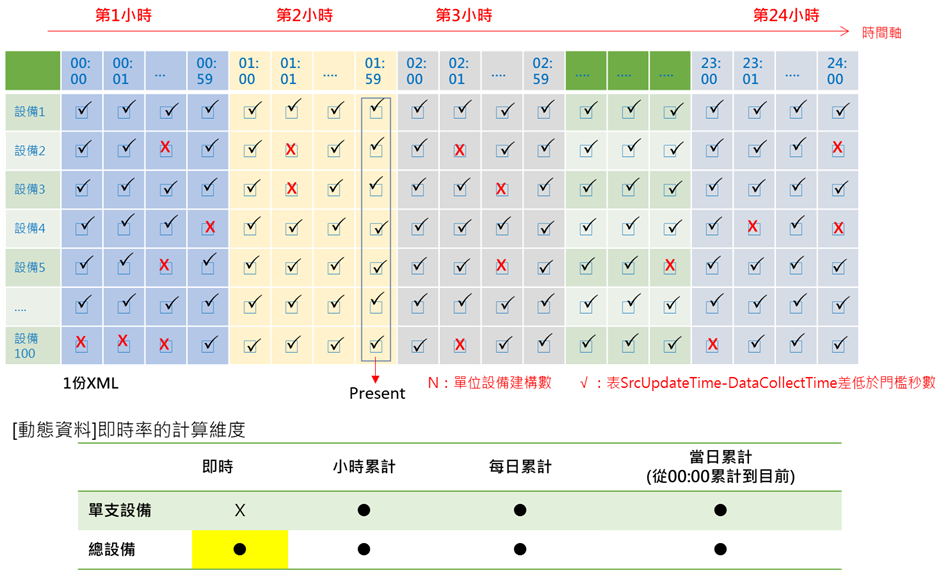 第1小時 第2小時 第3小時 第24小時
時間軸
00:00 00:01 ... 00:59 01:00 01:01 .... 01:59 02:00 02:01 .... 02:59 .... .... .... 23:00 23:01 .... 24:00
設備1
設備2 X X X X
設備3 X X
設備4 X X X
設備5 X X X
....
設備100 X X X X X
1份XML
Present
N：單位設備建構數
√ ：表SrcUpdateTime-DataCollectTime差低於門檻秒數
[動態資料]即時率的計算維度
即時 小時累計 每日累計 當日累計
(從00:00累計到目前)
單支設備 X ● ● ●
總設備 ● ● ● ●